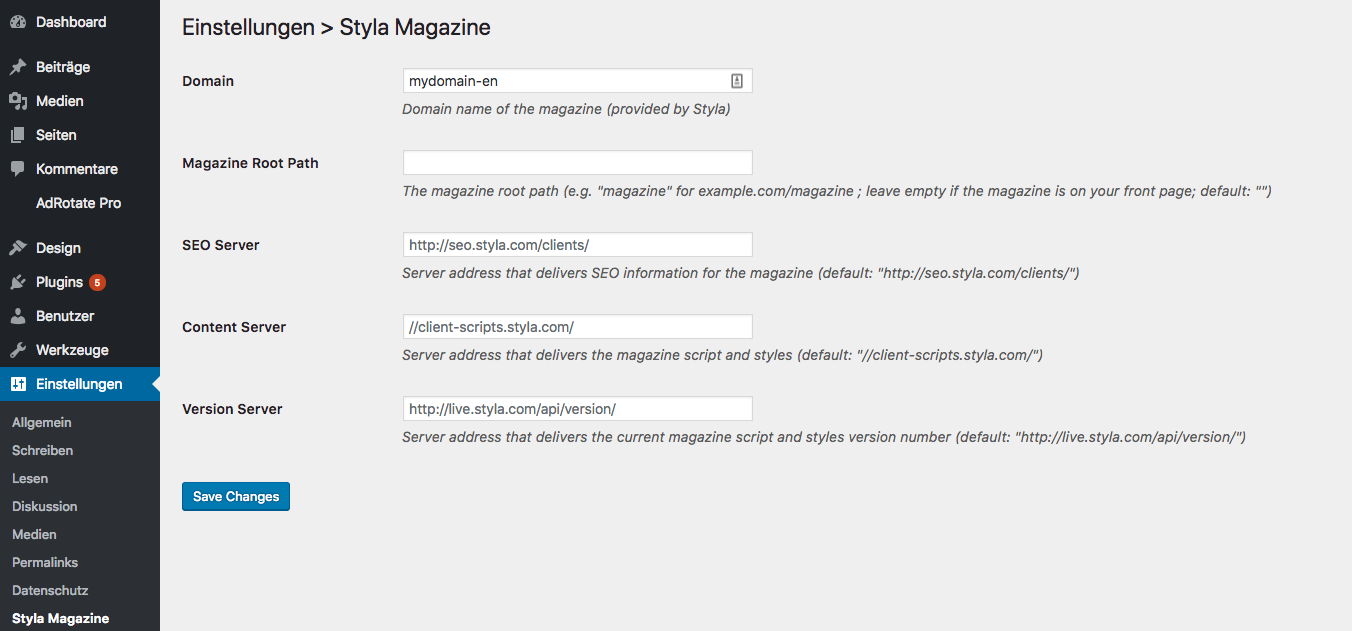 Dashboard
Beiträge
Medien
Seiten
Kommentare
AdRotate Pro
Design
Plugins 5
Benutzer
Werkzeuge
Einstellungen
Allgemein
Schreiben
Lesen
Diskussion
Medien
Permalinks
Datenschutz
Styla Magazine
Einstellungen > Styla Magazine
Domain
mydomain-en
Domain name of the magazine (provided by Styla)
Magazine Root Path
The magazine root path (e.g. "magazine" for example.com/magazine ; leave empty if the magazine is on your front page; default: "")
SEO Server
http://seo.styla.com/clients/
Server address that delivers SEO information for the magazine (default: "http://seo.styla.com/clients/")
Content Server
//client-scripts.styla.com/
Server address that delivers the magazine script and styles (default: "//client-scripts.styla.com/")
Version Server
http://live.styla.com/api/version/
Server address that delivers the current magazine script and styles version number (default: "http://live.styla.com/api/version/")
Save Changes